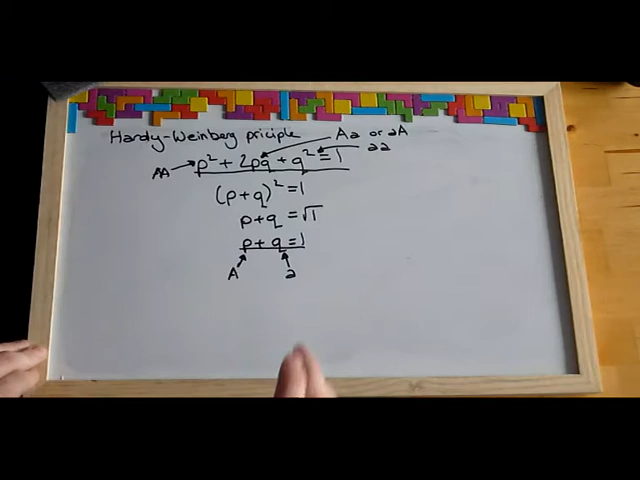 Hardy-Weinberg priciple
Aa or aA
aa
AA
p² + 2pq + q² = 1
(p + q)² = 1
p + q = √1
p + q = 1
A a